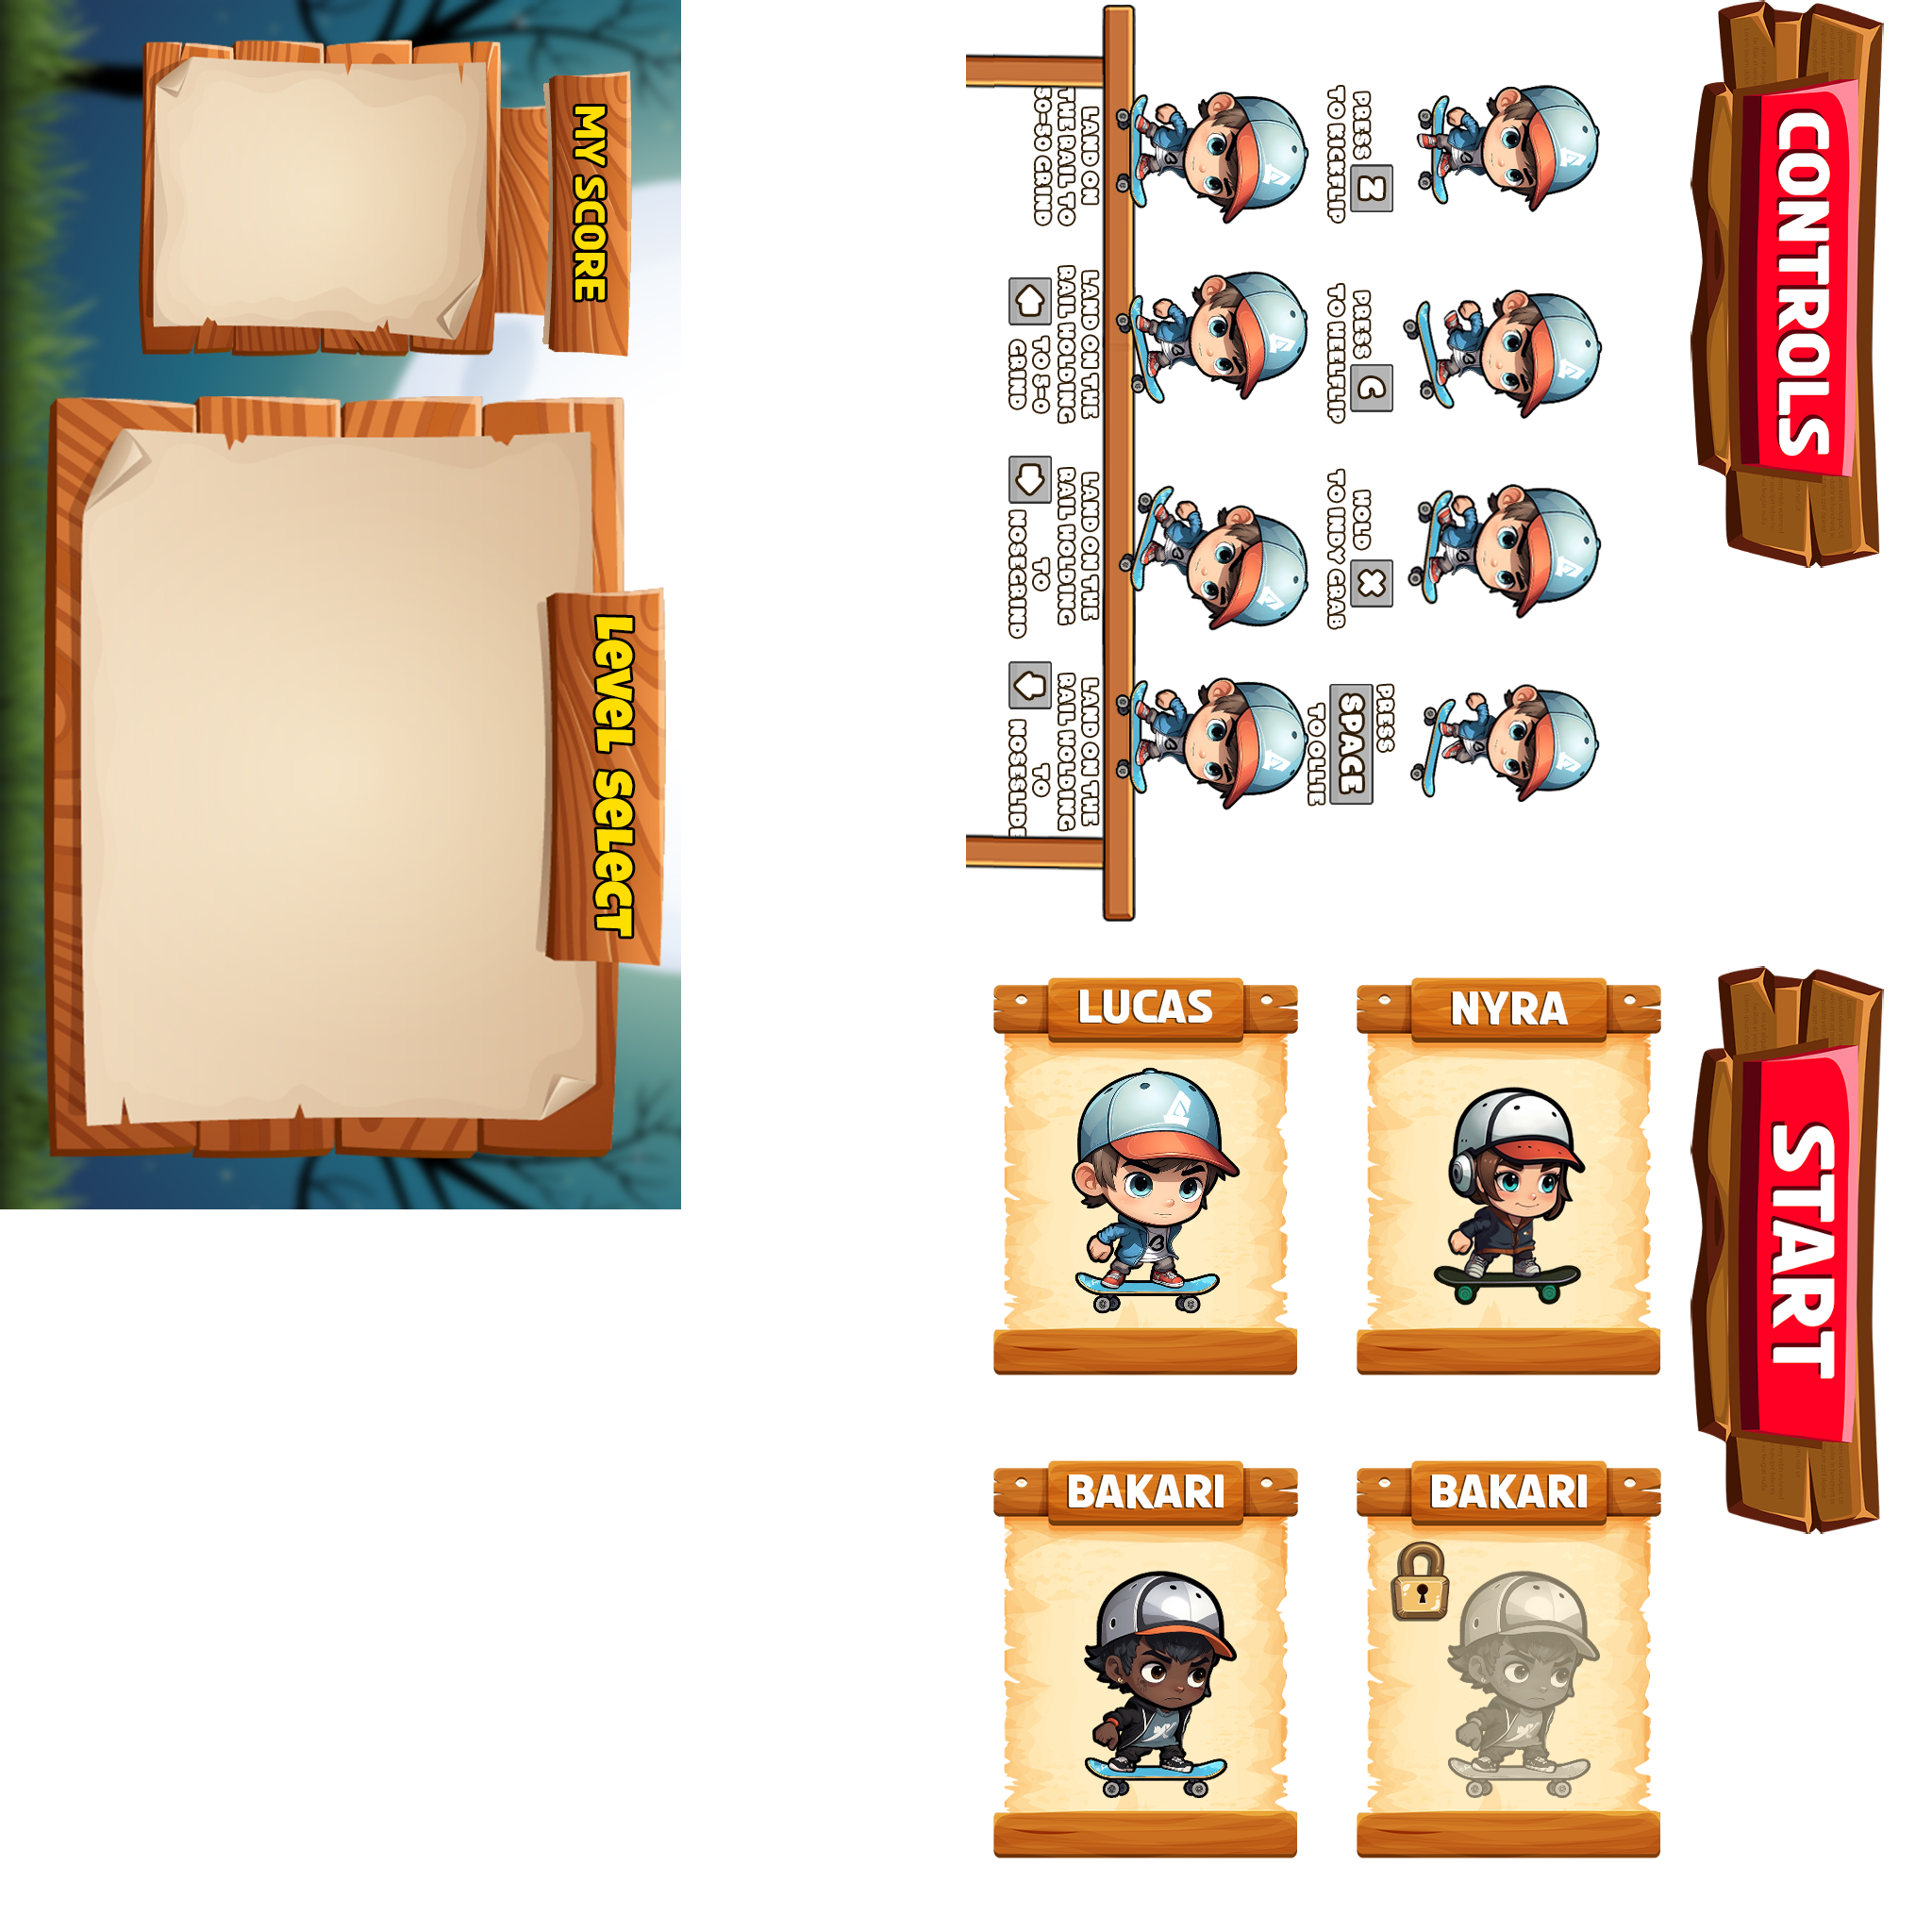 MY SCORE
LEVEL SELECT
CONTROLS
PRESS Z
TO KICKFLIP
PRESS C
TO HEELFLIP
HOLD X
TO INDY GRAB
PRESS
SPACE
TO OLLIE
LAND ON
THE RAIL TO
50-50 GRIND
LAND ON THE
RAIL HOLDING
TO 5-0
GRIND
LAND ON THE
RAIL HOLDING
TO
NOSEGRIND
LAND ON THE
RAIL HOLDING
TO
NOSESLIDE
START
LUCAS
NYRA
BAKARI
BAKARI